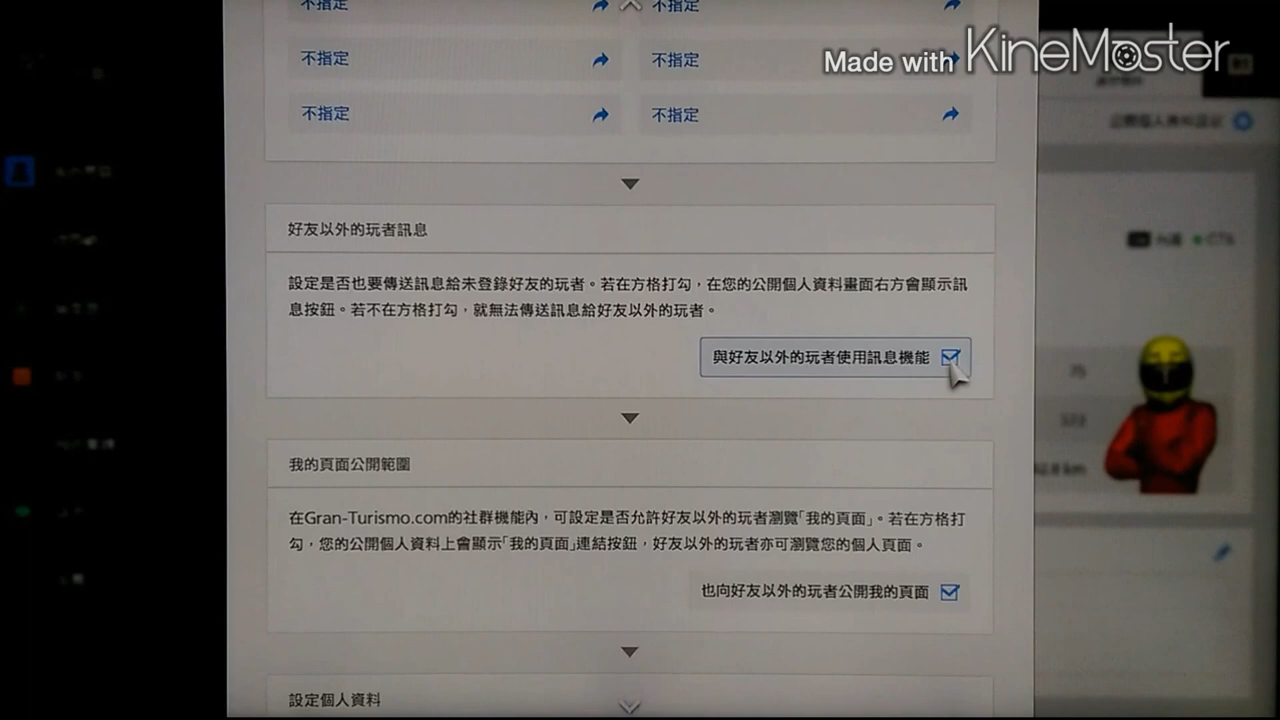 不指定
不指定
不指定
不指定
Made with KINEMASTER
不指定
不指定
好友以外的玩者訊息
設定是否也要傳送訊息給未登錄好友的玩者。若在方格打勾，在您的公開個人資料畫面右方會顯示訊
息按鈕。若不在方格打勾，就無法傳送訊息給好友以外的玩者。
與好友以外的玩者使用訊息機能
我的頁面公開範圍
在Gran-Turismo.com的社群機能內，可設定是否允許好友以外的玩者瀏覽「我的頁面」。若在方格打
勾，您的公開個人資料上會顯示「我的頁面」連結按鈕，好友以外的玩者亦可瀏覽您的個人頁面。
也向好友以外的玩者公開我的頁面
設定個人資料